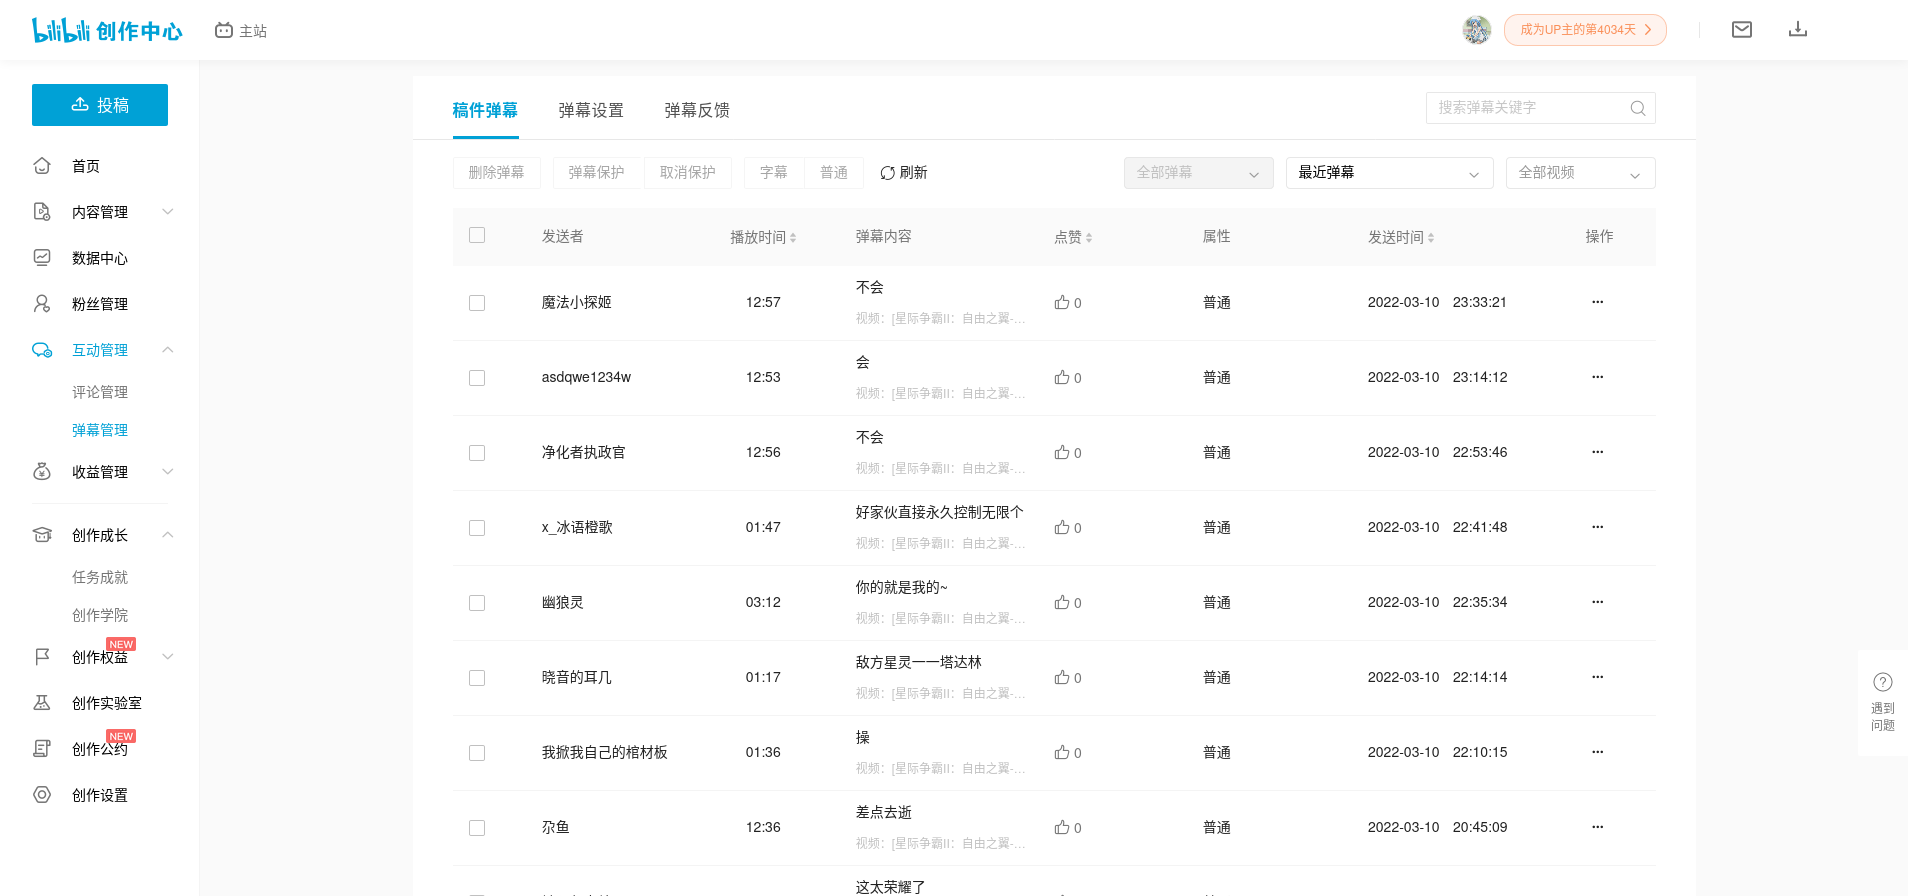 bilibili 创作中心
主站
成为UP主的第4034天
投稿
首页
内容管理
数据中心
粉丝管理
互动管理
评论管理
弹幕管理
收益管理
创作成长
任务成就
创作学院
NEW
创作权益
创作实验室
NEW
创作公约
创作设置
稿件弹幕 弹幕设置 弹幕反馈
搜索弹幕关键字
删除弹幕 弹幕保护 取消保护 字幕 普通 刷新 全部弹幕 最近弹幕 全部视频
发送者 播放时间 弹幕内容 点赞 属性 发送时间 操作
不会
魔法小探姬 12:57 0 普通 2022-03-10 23:33:21 ···
视频：[星际争霸II：自由之翼-...
会
asdqwe1234w 12:53 0 普通 2022-03-10 23:14:12 ···
视频：[星际争霸II：自由之翼-...
不会
净化者执政官 12:56 0 普通 2022-03-10 22:53:46 ···
视频：[星际争霸II：自由之翼-...
好家伙直接永久控制无限个
x_冰语橙歌 01:47 0 普通 2022-03-10 22:41:48 ···
视频：[星际争霸II：自由之翼-...
你的就是我的~
幽狼灵 03:12 0 普通 2022-03-10 22:35:34 ···
视频：[星际争霸II：自由之翼-...
敌方星灵一一塔达林
晓音的耳几 01:17 0 普通 2022-03-10 22:14:14 ···
视频：[星际争霸II：自由之翼-...
操
我掀我自己的棺材板 01:36 0 普通 2022-03-10 22:10:15 ···
视频：[星际争霸II：自由之翼-...
差点去逝
尕鱼 12:36 0 普通 2022-03-10 20:45:09 ···
视频：[星际争霸II：自由之翼-...
这太荣耀了
遇到
问题